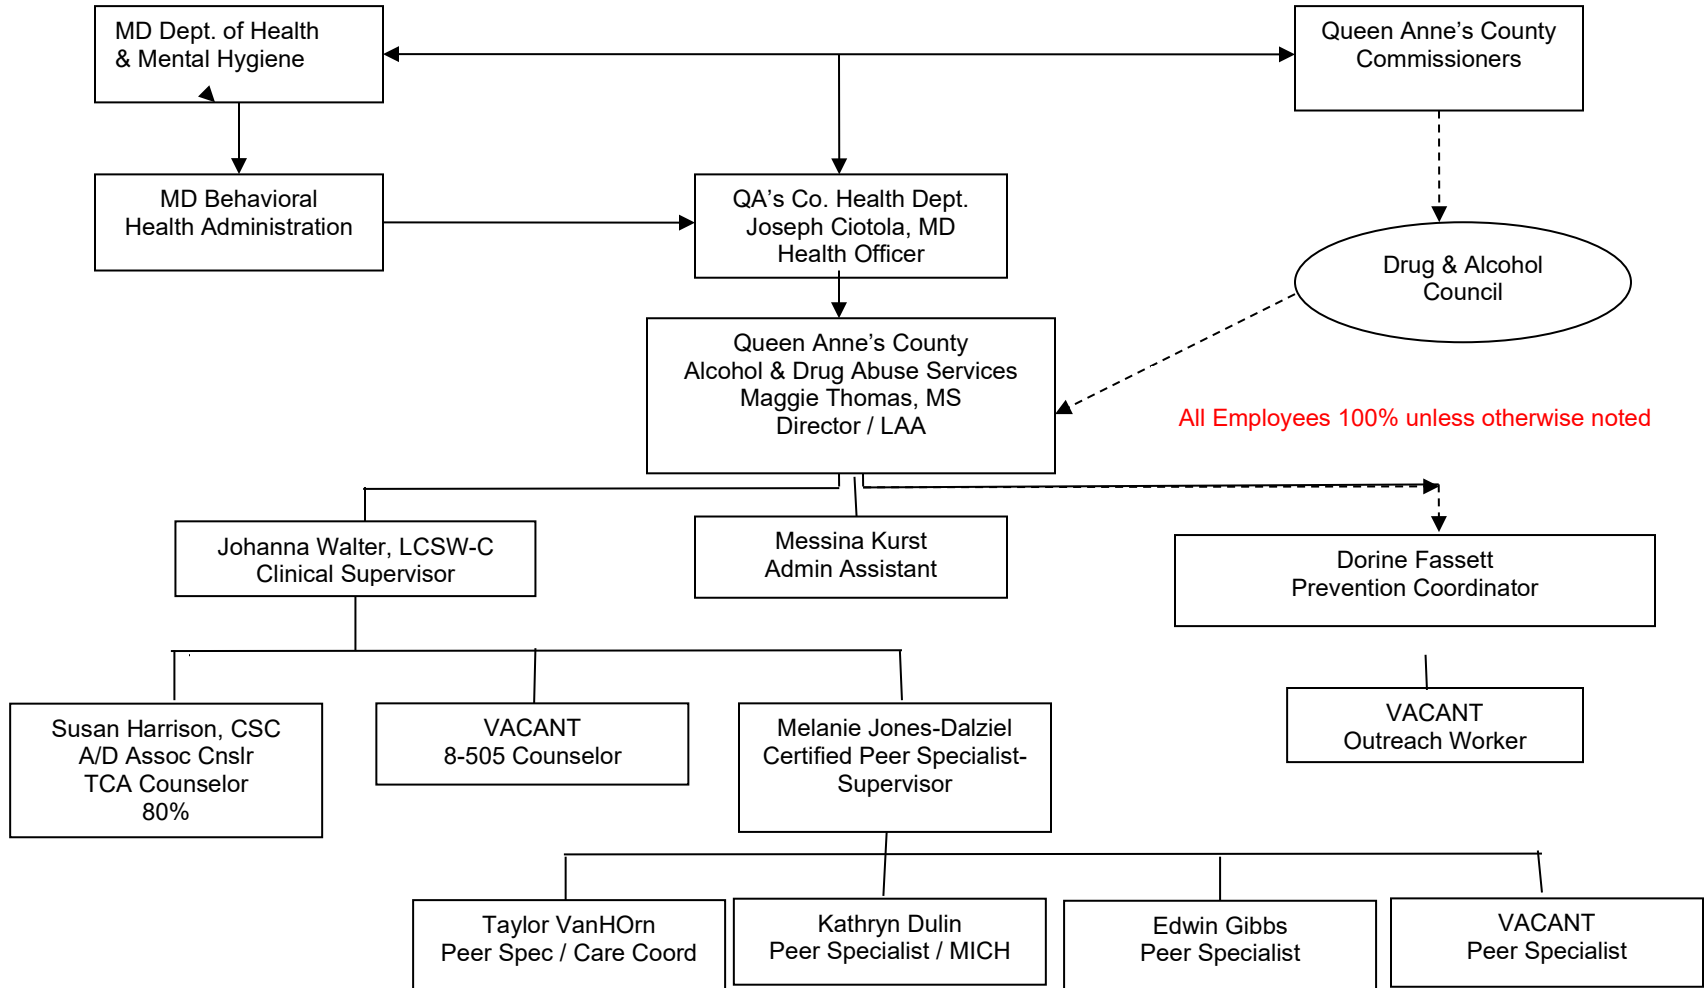 MD Dept. of Health
& Mental Hygiene
Queen Anne’s County
Commissioners
MD Behavioral
Health Administration
QA’s Co. Health Dept.
Joseph Ciotola, MD
Health Officer
Drug & Alcohol
Council
Queen Anne’s County
Alcohol & Drug Abuse Services
Maggie Thomas, MS
Director / LAA
All Employees 100% unless otherwise noted
Johanna Walter, LCSW-C
Clinical Supervisor
Messina Kurst
Admin Assistant
Dorine Fassett
Prevention Coordinator
Susan Harrison, CSC
A/D Assoc Cnslr
TCA Counselor
80%
VACANT
8-505 Counselor
Melanie Jones-Dalziel
Certified Peer Specialist-
Supervisor
VACANT
Outreach Worker
Taylor VanHOrn
Peer Spec / Care Coord
Kathryn Dulin
Peer Specialist / MICH
Edwin Gibbs
Peer Specialist
VACANT
Peer Specialist